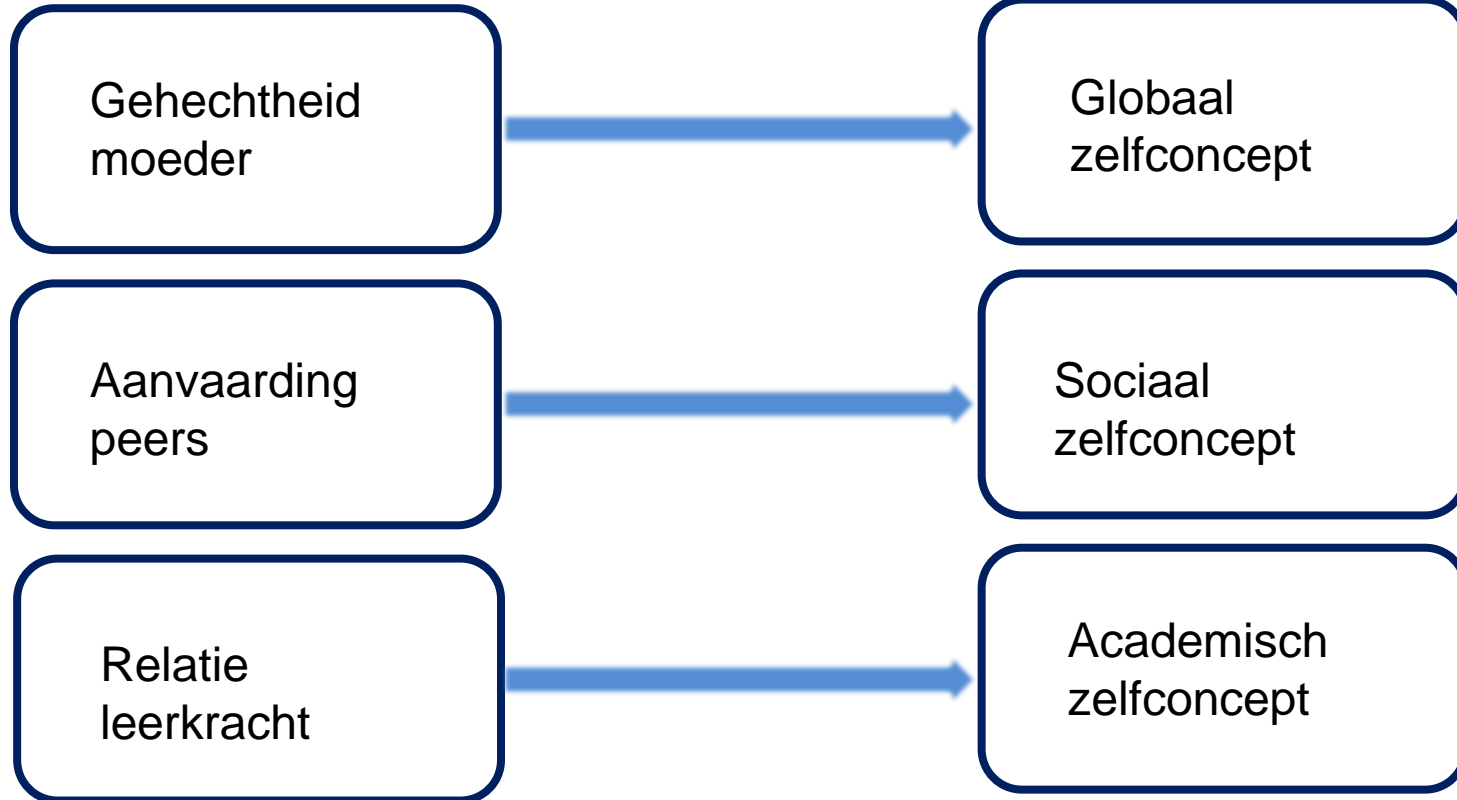 Gehechtheid
moeder
Globaal
zelfconcept
Aanvaarding
peers
Sociaal
zelfconcept
Relatie
leerkracht
Academisch
zelfconcept